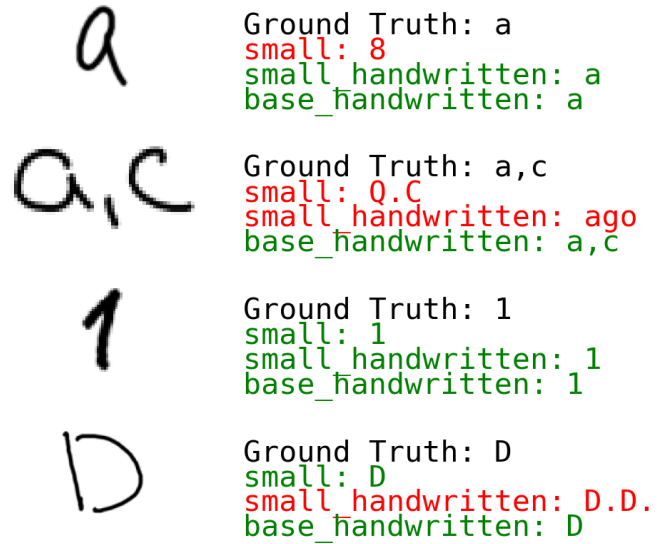 a
Ground Truth: a
small: 8
small_handwritten: a
base_handwritten: a
a,c
Ground Truth: a,c
small: Q.C
small_handwritten: ago
base_handwritten: a,c
1
Ground Truth: 1
small: 1
small_handwritten: 1
base_handwritten: 1
D
Ground Truth: D
small: D
small_handwritten: D.D.
base_handwritten: D